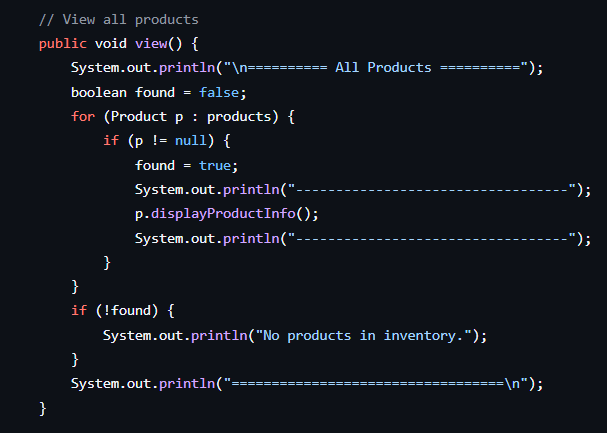 // View all products
public void view() {
System.out.println("\n========== All Products ==========");
boolean found = false;
for (Product p : products) {
if (p != null) {
found = true;
System.out.println("----------------------------------");
p.displayProductInfo();
System.out.println("----------------------------------");
}
}
if (!found) {
System.out.println("No products in inventory.");
}
System.out.println("==================================\n");
}